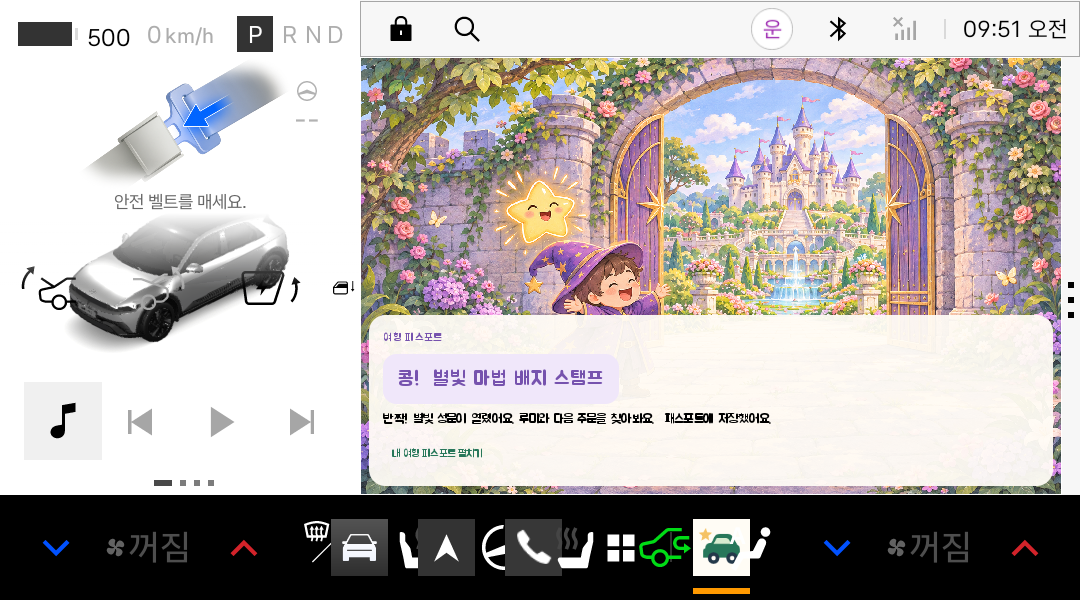 500
0 km/h
P R N D
운
09:51 오전
안전 벨트를 매세요.
여행 패스포트
콩! 별빛 마법 배지 스탬프
반짝! 별빛 성문이 열렸어요. 루미와 다음 주문을 찾아봐요. 패스포트에 저장했어요.
내 여행 패스포트 펼치기
꺼짐
꺼짐